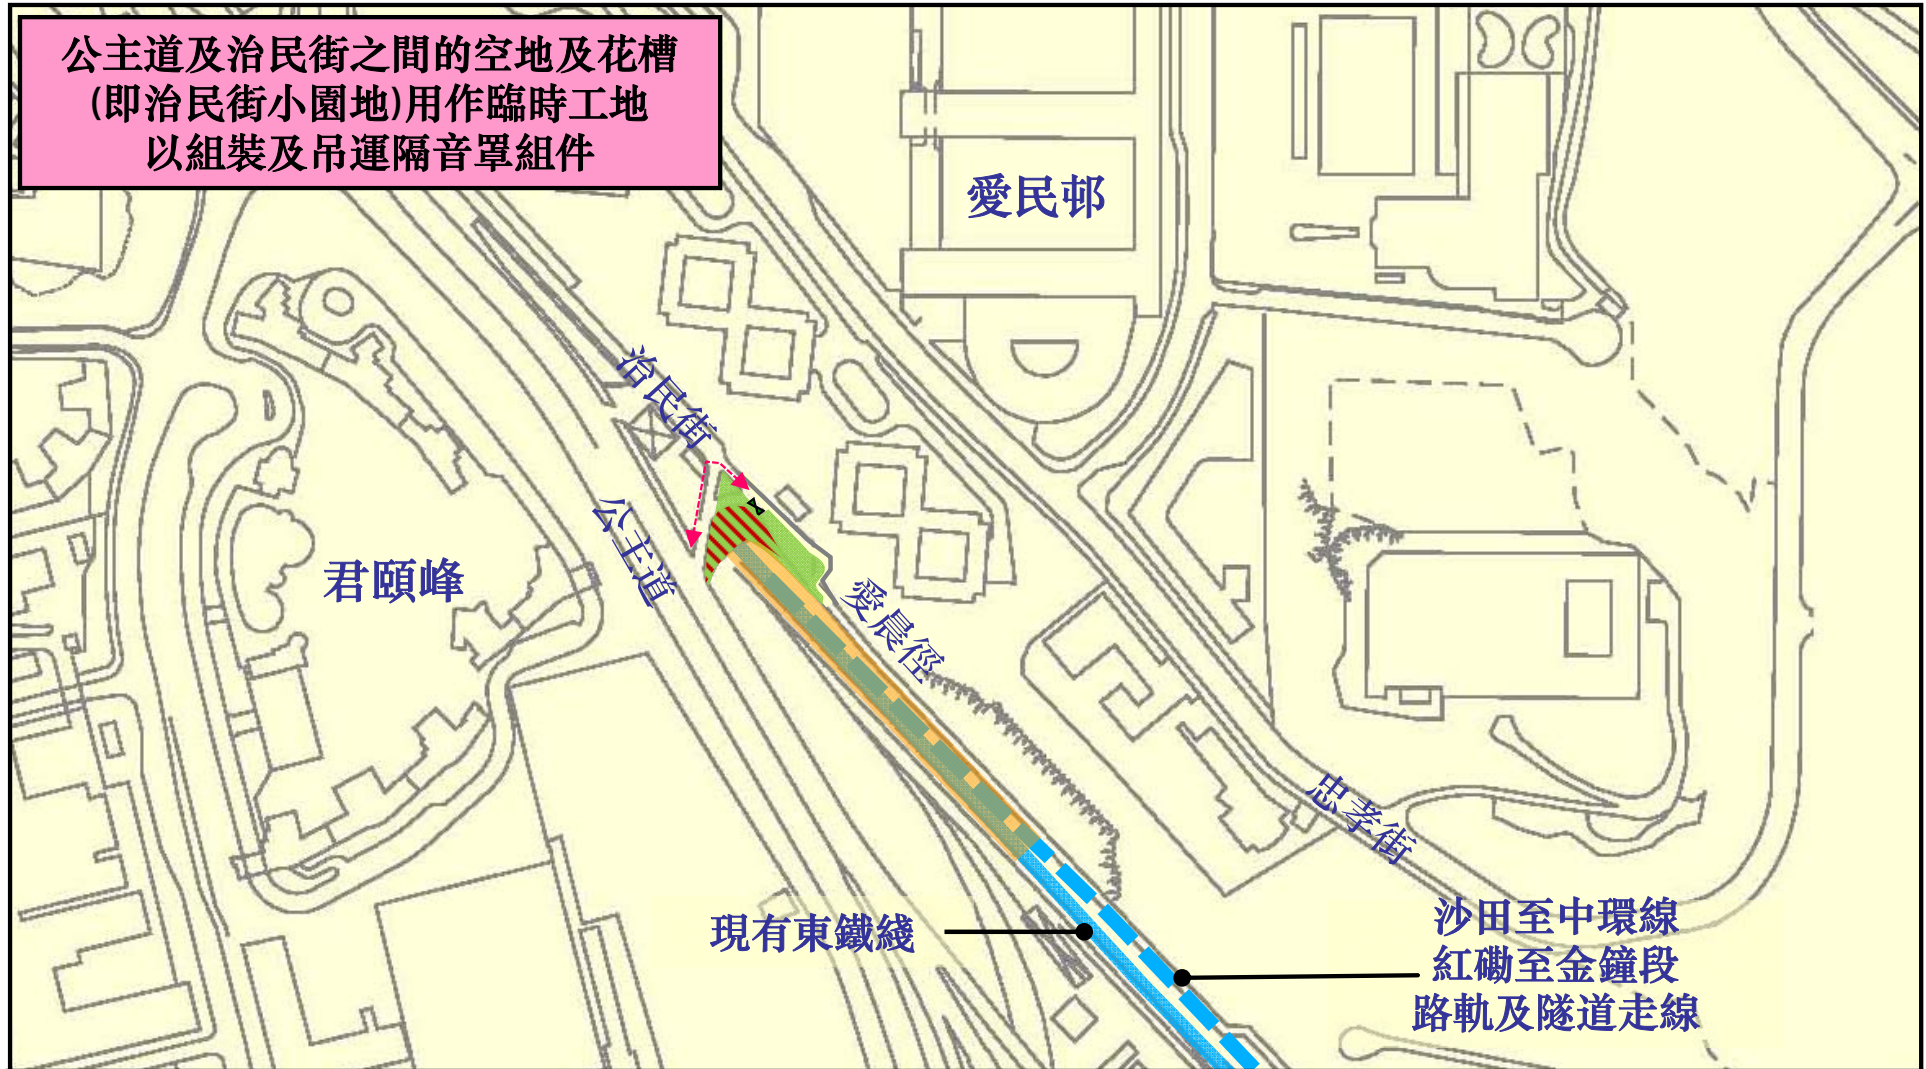 公主道及治民街之間的空地及花槽
(即治民街小園地)用作臨時工地
以組裝及吊運隔音罩組件
愛民邨
治民街
公主道
君頤峰
愛晨徑
忠孝街
現有東鐵綫
沙田至中環線
紅磡至金鐘段
路軌及隧道走線